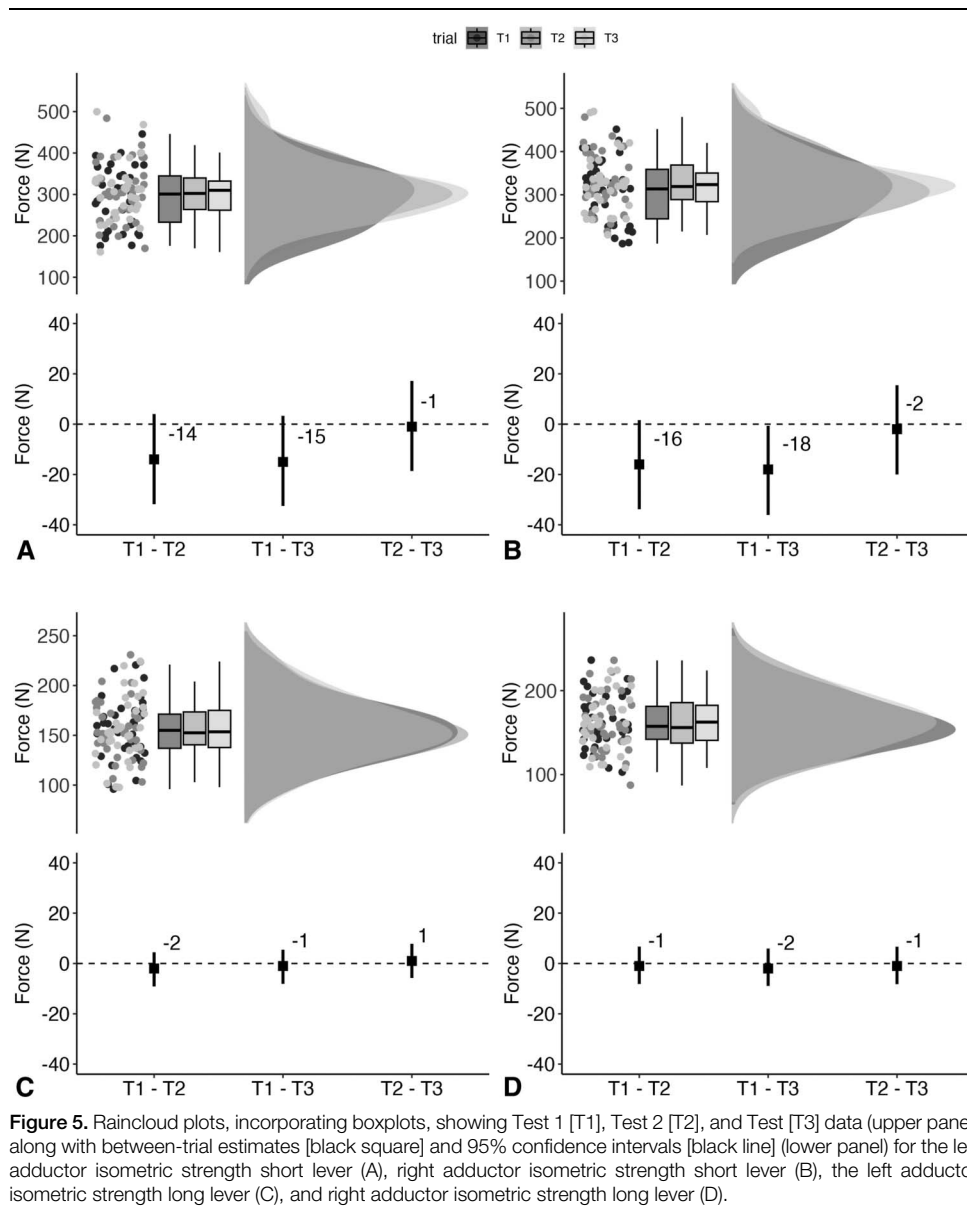 trial T1 T2 T3
Force (N)
500
400
300
200
100
Force (N)
500
400
300
200
100
Force (N)
40
20
0
-20
-40
-14
-15
-1
T1 - T2
T1 - T3
T2 - T3
A
Force (N)
40
20
0
-20
-40
-16
-18
-2
T1 - T2
T1 - T3
T2 - T3
B
Force (N)
250
200
150
100
Force (N)
200
100
Force (N)
40
20
0
-20
-40
-2
-1
1
T1 - T2
T1 - T3
T2 - T3
C
Force (N)
40
20
0
-20
-40
-1
-2
-1
T1 - T2
T1 - T3
T2 - T3
D
Figure 5. Raincloud plots, incorporating boxplots, showing Test 1 [T1], Test 2 [T2], and Test [T3] data (upper pane
along with between-trial estimates [black square] and 95% confidence intervals [black line] (lower panel) for the le
adductor isometric strength short lever (A), right adductor isometric strength short lever (B), the left adducto
isometric strength long lever (C), and right adductor isometric strength long lever (D).